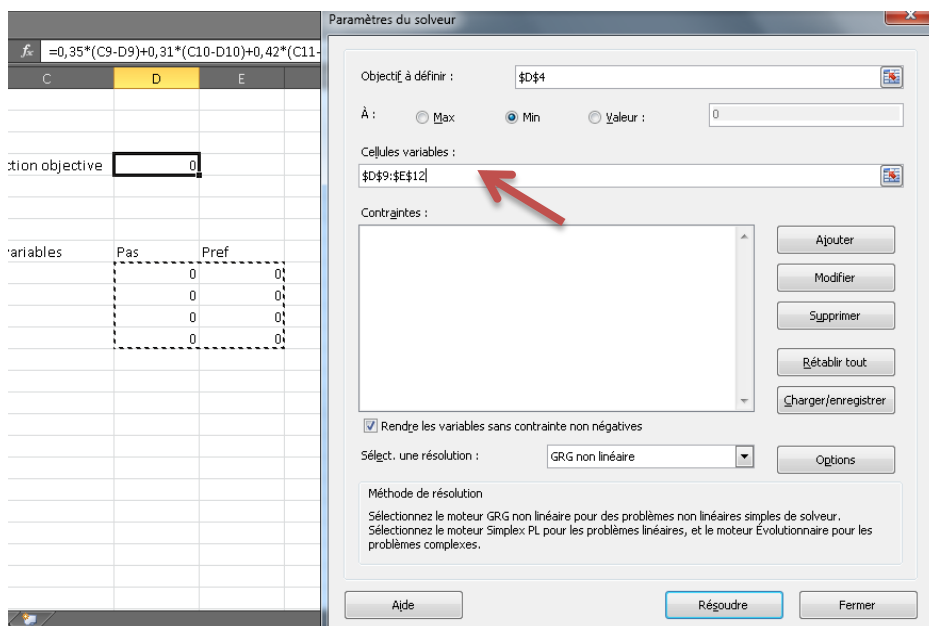 Paramètres du solveur
x
fx =0,35*(C9-D9)+0,31*(C10-D10)+0,42*(C11-
C D E
Objectif à définir : $D$4
À : Max Min Valeur : 0
ction objective 0
Cellules variables :
$D$9:$E$12
Contraintes :
variables Pas Pref
0 0
0 0
0 0
0 0
Ajouter
Modifier
Supprimer
Rétablir tout
Charger/enregistrer
Rendre les variables sans contrainte non négatives
Sélect. une résolution : GRG non linéaire Options
Méthode de résolution
Sélectionnez le moteur GRG non linéaire pour des problèmes non linéaires simples de solveur.
Sélectionnez le moteur Simplex PL pour les problèmes linéaires, et le moteur Évolutionnaire pour les
problèmes complexes.
Aide Résoudre Fermer